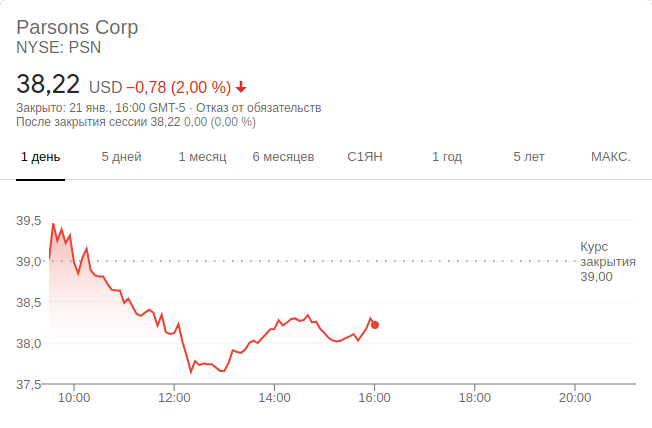 Parsons Corp
NYSE: PSN
38,22 USD −0,78 (2,00 %)
Закрыто: 21 янв., 16:00 GMT-5 · Отказ от обязательств
После закрытия сессии 38,22 0,00 (0,00 %)
1 день 5 дней 1 месяц 6 месяцев С1ЯН 1 год 5 лет МАКС.
39,5
39,0
38,5
38,0
37,5
Курс
закрытия
39,00
10:00 12:00 14:00 16:00 18:00 20:00